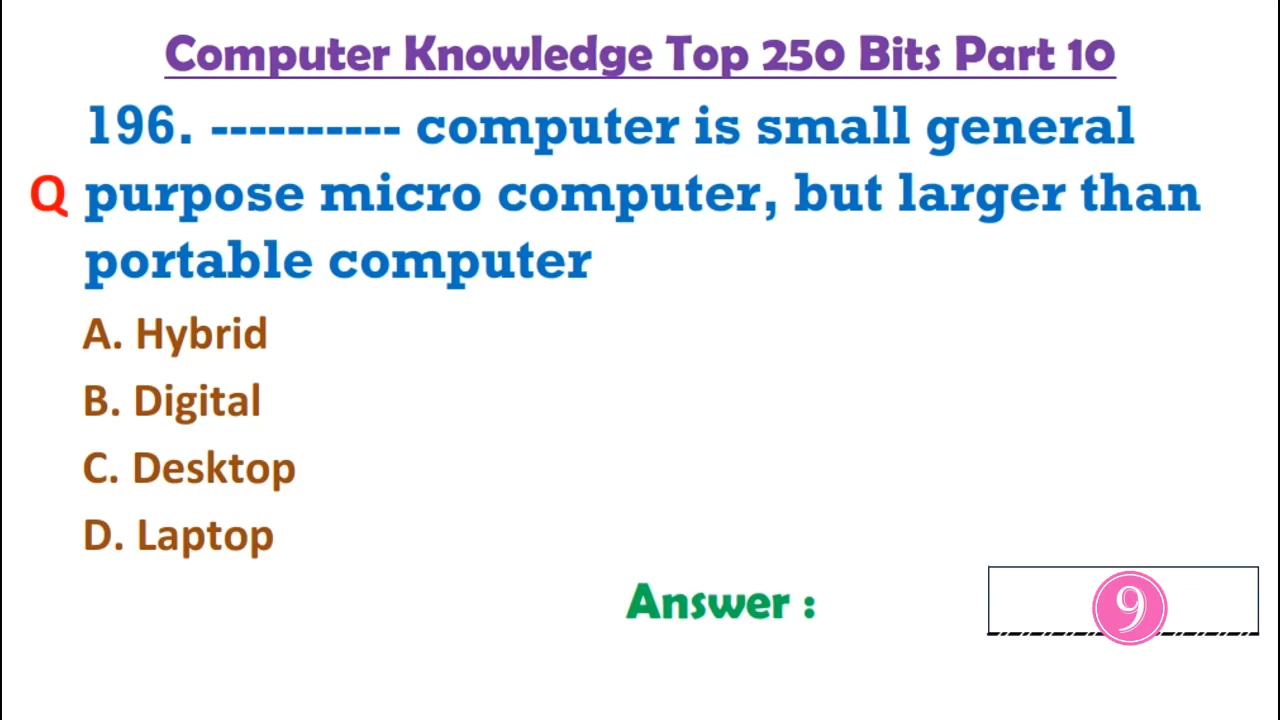 Computer Knowledge Top 250 Bits Part 10
196. ---------- computer is small general
Q purpose micro computer, but larger than
portable computer
A. Hybrid
B. Digital
C. Desktop
D. Laptop
Answer :
9